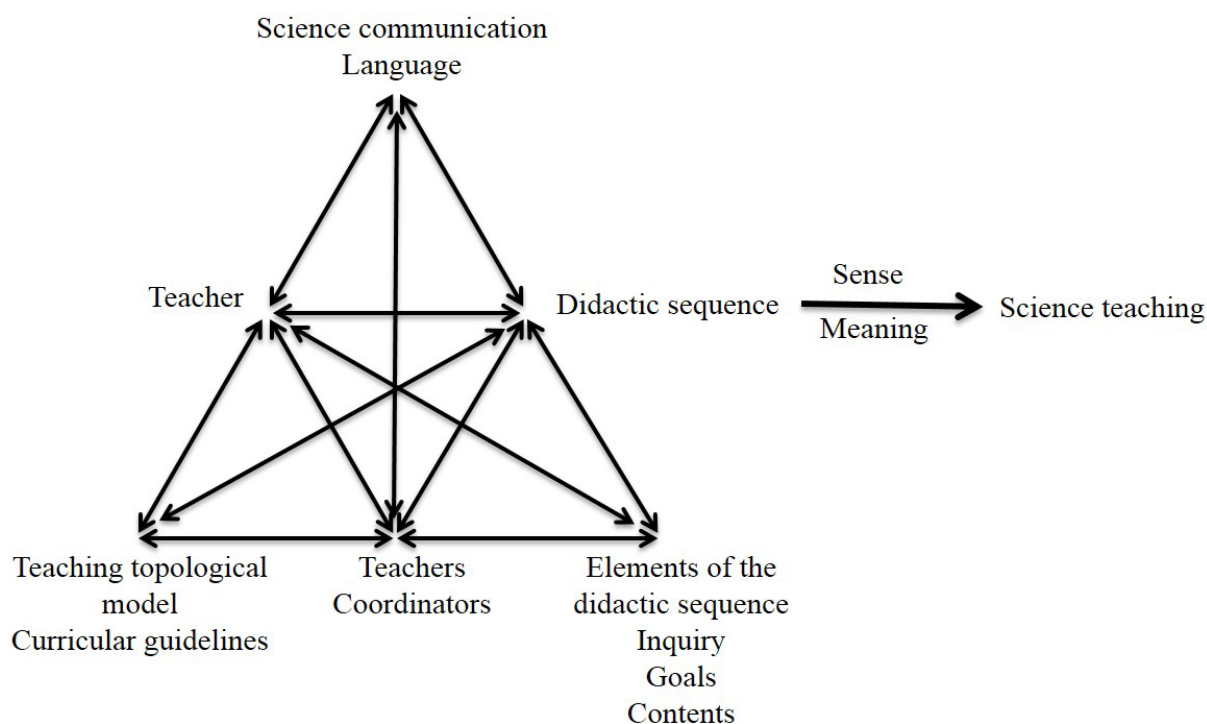 Science communication
Language
Teacher
Didactic sequence
Sense
Meaning
Science teaching
Teaching topological
model
Curricular guidelines
Teachers
Coordinators
Elements of the
didactic sequence
Inquiry
Goals
Contents